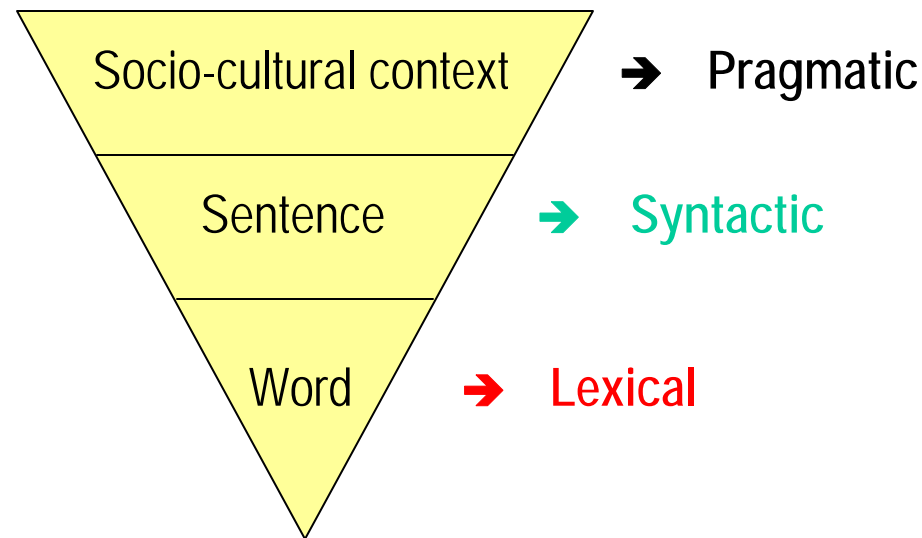 Socio-cultural context ➔ Pragmatic
Sentence ➔ Syntactic
Word ➔ Lexical